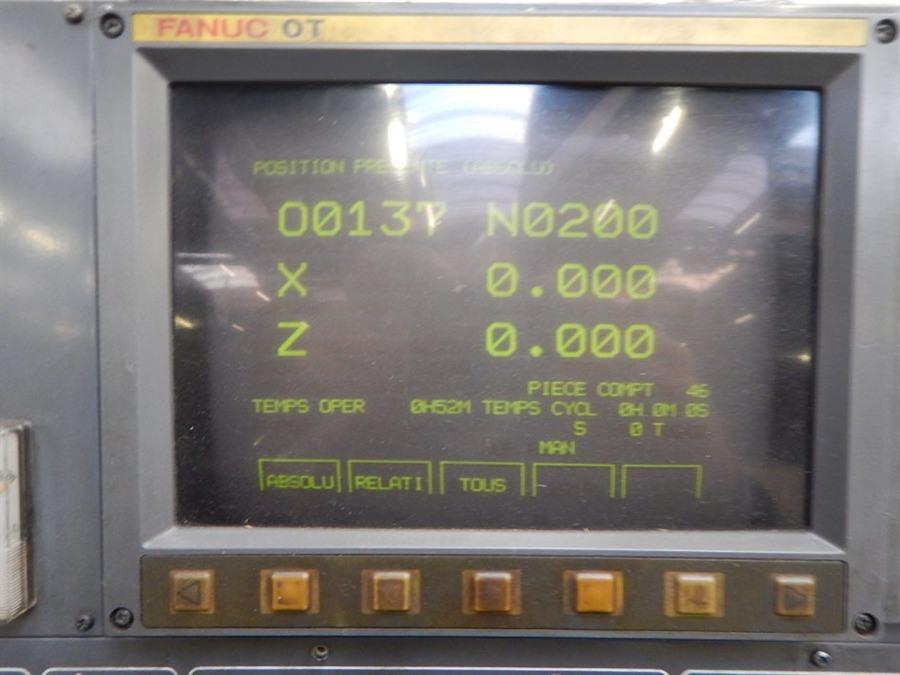 FANUC OT
POSITION PRESENTE (ABSOLU)
O0137 N0200
X 0.000
Z 0.000
PIECE COMPT 46
TEMPS OPER 0H52M TEMPS CYCL 0H 0M 0S
S 0 T
MAN
ABSOLU RELATI TOUS